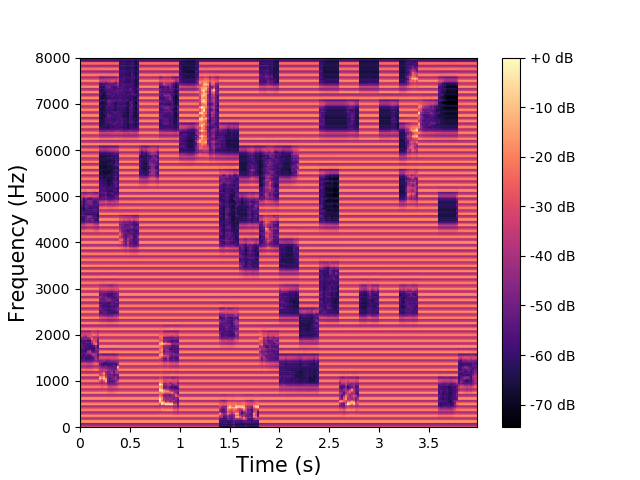 8000
7000
6000
5000
4000
3000
2000
1000
0
Frequency (Hz)
0 0.5 1 1.5 2 2.5 3 3.5
Time (s)
+0 dB
-10 dB
-20 dB
-30 dB
-40 dB
-50 dB
-60 dB
-70 dB